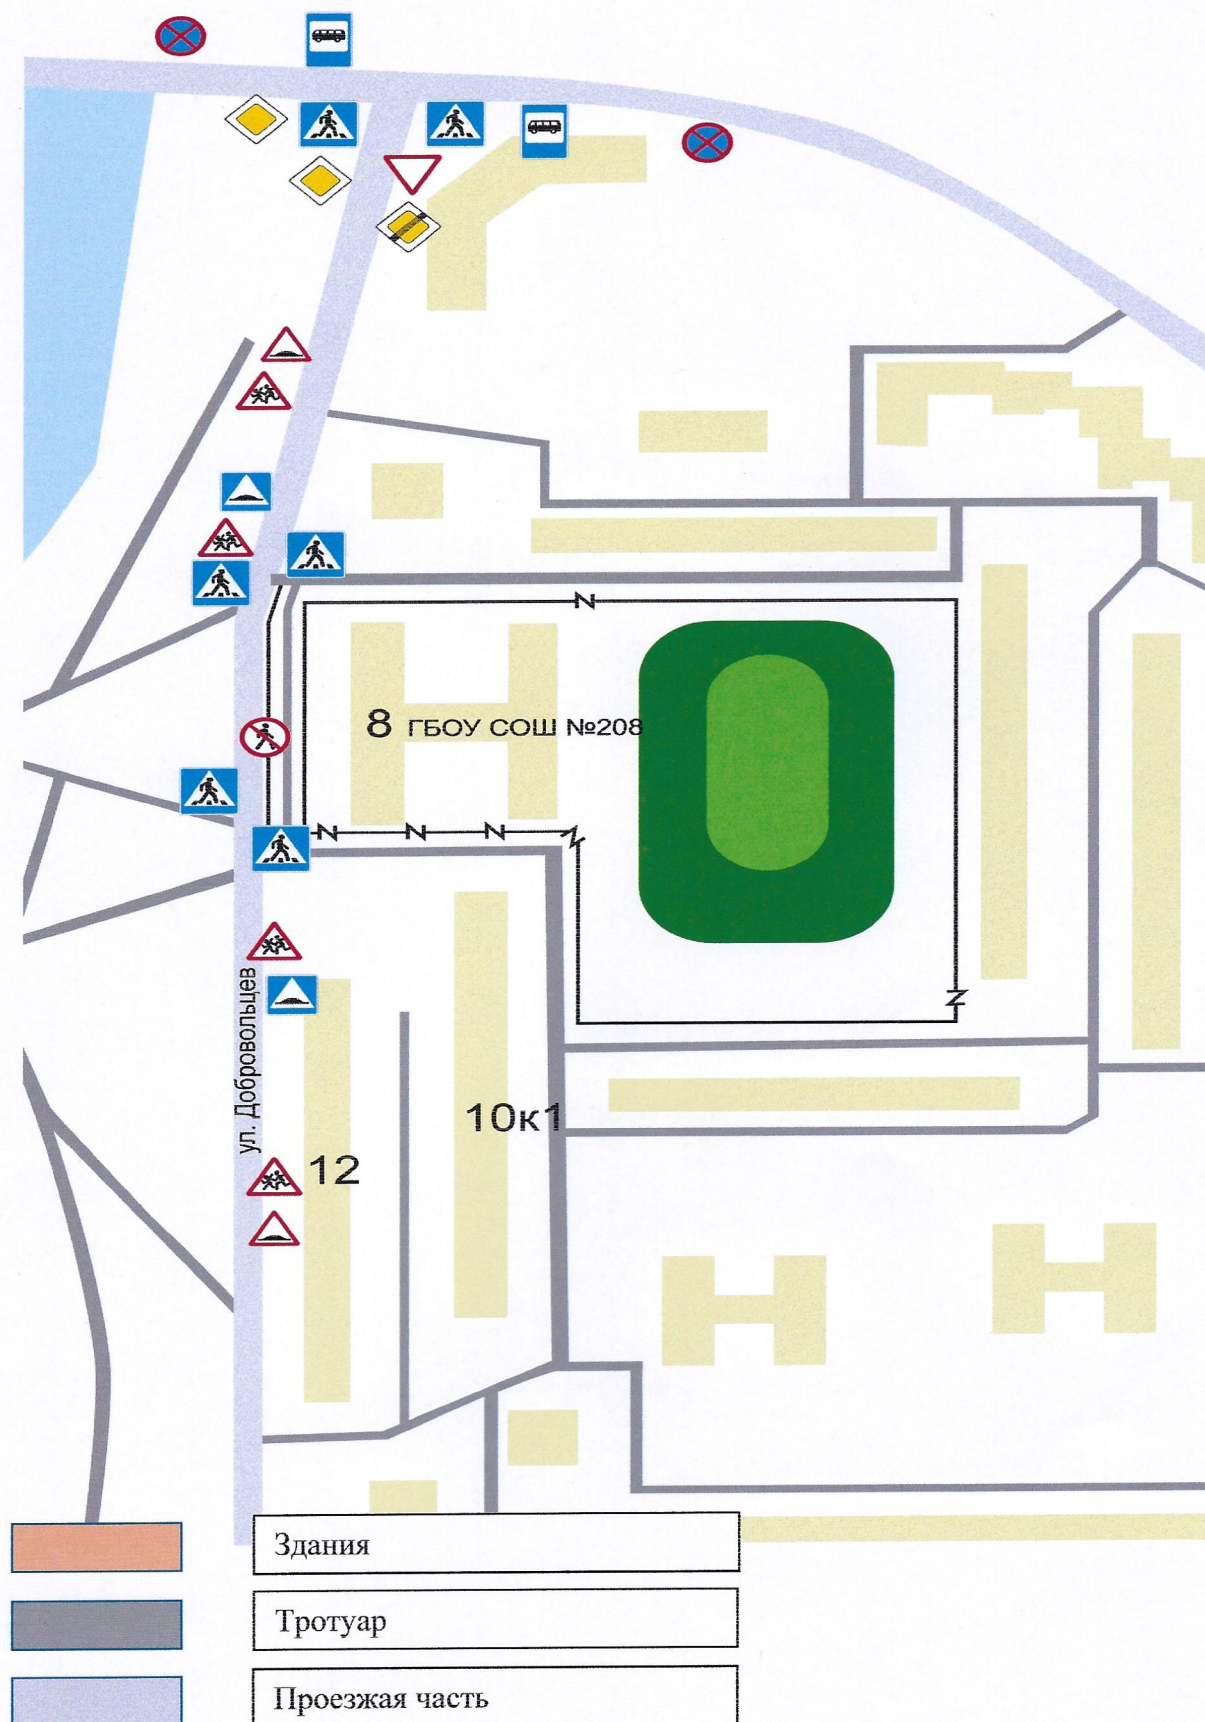 8 ГБОУ СОШ №208
ул. Добровольцев
10к1
12
Здания
Тротуар
Проезжая часть